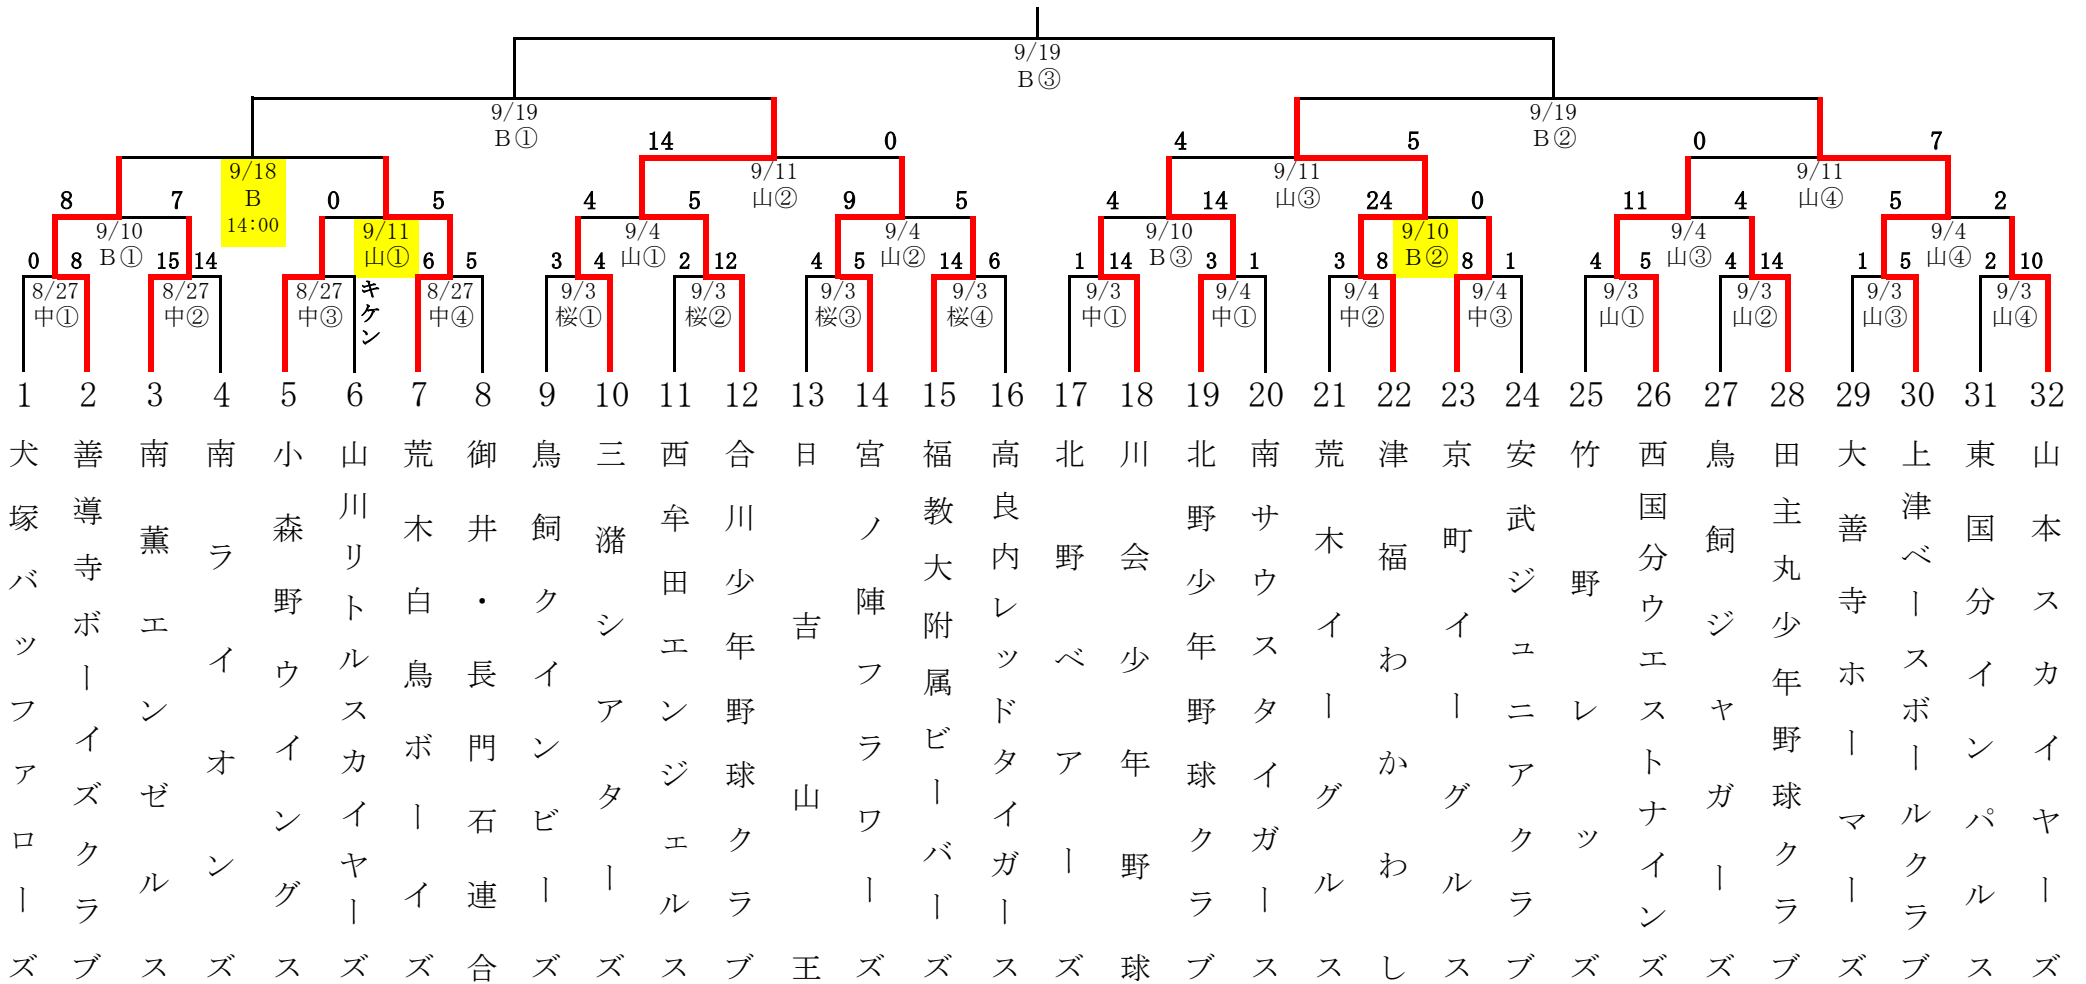 9/19
B③
9/19
B①
9/19
B②
14 0
4 5
0 7
9/18
B
14:00
9/11
山②
9/11
山③
9/11
山④
8 7
0 5
4 5
9 5
4 14
24 0
11 4
5 2
9/10
B①
9/11
山①
9/4
山①
9/4
山②
9/10
B③
9/10
B②
9/4
山③
9/4
山④
0 8
15 14
6 5
3 4
2 12
4 5
14 6
1 14
3 1
3 8
8 1
4 5
4 14
1 5
2 10
8/27
中①
8/27
中②
8/27
中③
キケン
8/27
中④
9/3
桜①
9/3
桜②
9/3
桜③
9/3
桜④
9/3
中①
9/4
中①
9/4
中②
9/4
中③
9/3
山①
9/3
山②
9/3
山③
9/3
山④
1 2 3 4 5 6 7 8 9 10 11 12 13 14 15 16 17 18 19 20 21 22 23 24 25 26 27 28 29 30 31 32
犬塚バッファローズ
善導寺ボーイズクラブ
南薫エンゼルス
南ライオンズ
小森野ウイングス
山川リトルスカイヤーズ
荒木白鳥ボーイズ
御井・長門石連合
鳥飼クインビーズ
三潴シアターズ
西牟田エンジェルス
合川少年野球クラブ
日吉山王
宮ノ陣フラワーズ
福教大附属ビーバーズ
高良内レッドタイガース
北野ベアーズ
川会少年野球
北野少年野球クラブ
南サウスタイガース
荒木イーグルス
津福わかわし
京町イーグルス
安武ジュニアクラブ
竹野レッズ
西国分ウエストナインズ
鳥飼ジャガーズ
田主丸少年野球クラブ
大善寺ホーマーズ
上津ベースボールクラブ
東国分インパルス
山本スカイヤーズ